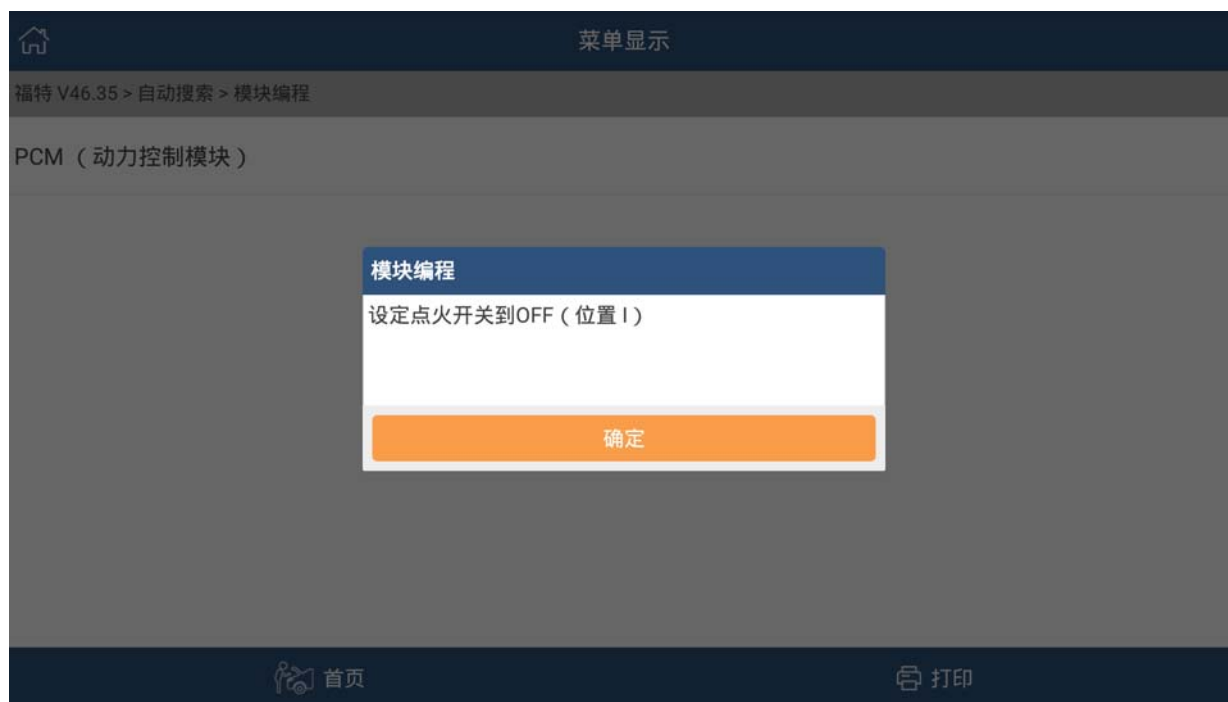 菜单显示
福特 V46.35 > 自动搜索 > 模块编程
PCM （动力控制模块）
模块编程
设定点火开关到OFF（位置 I）
确定
首页
打印